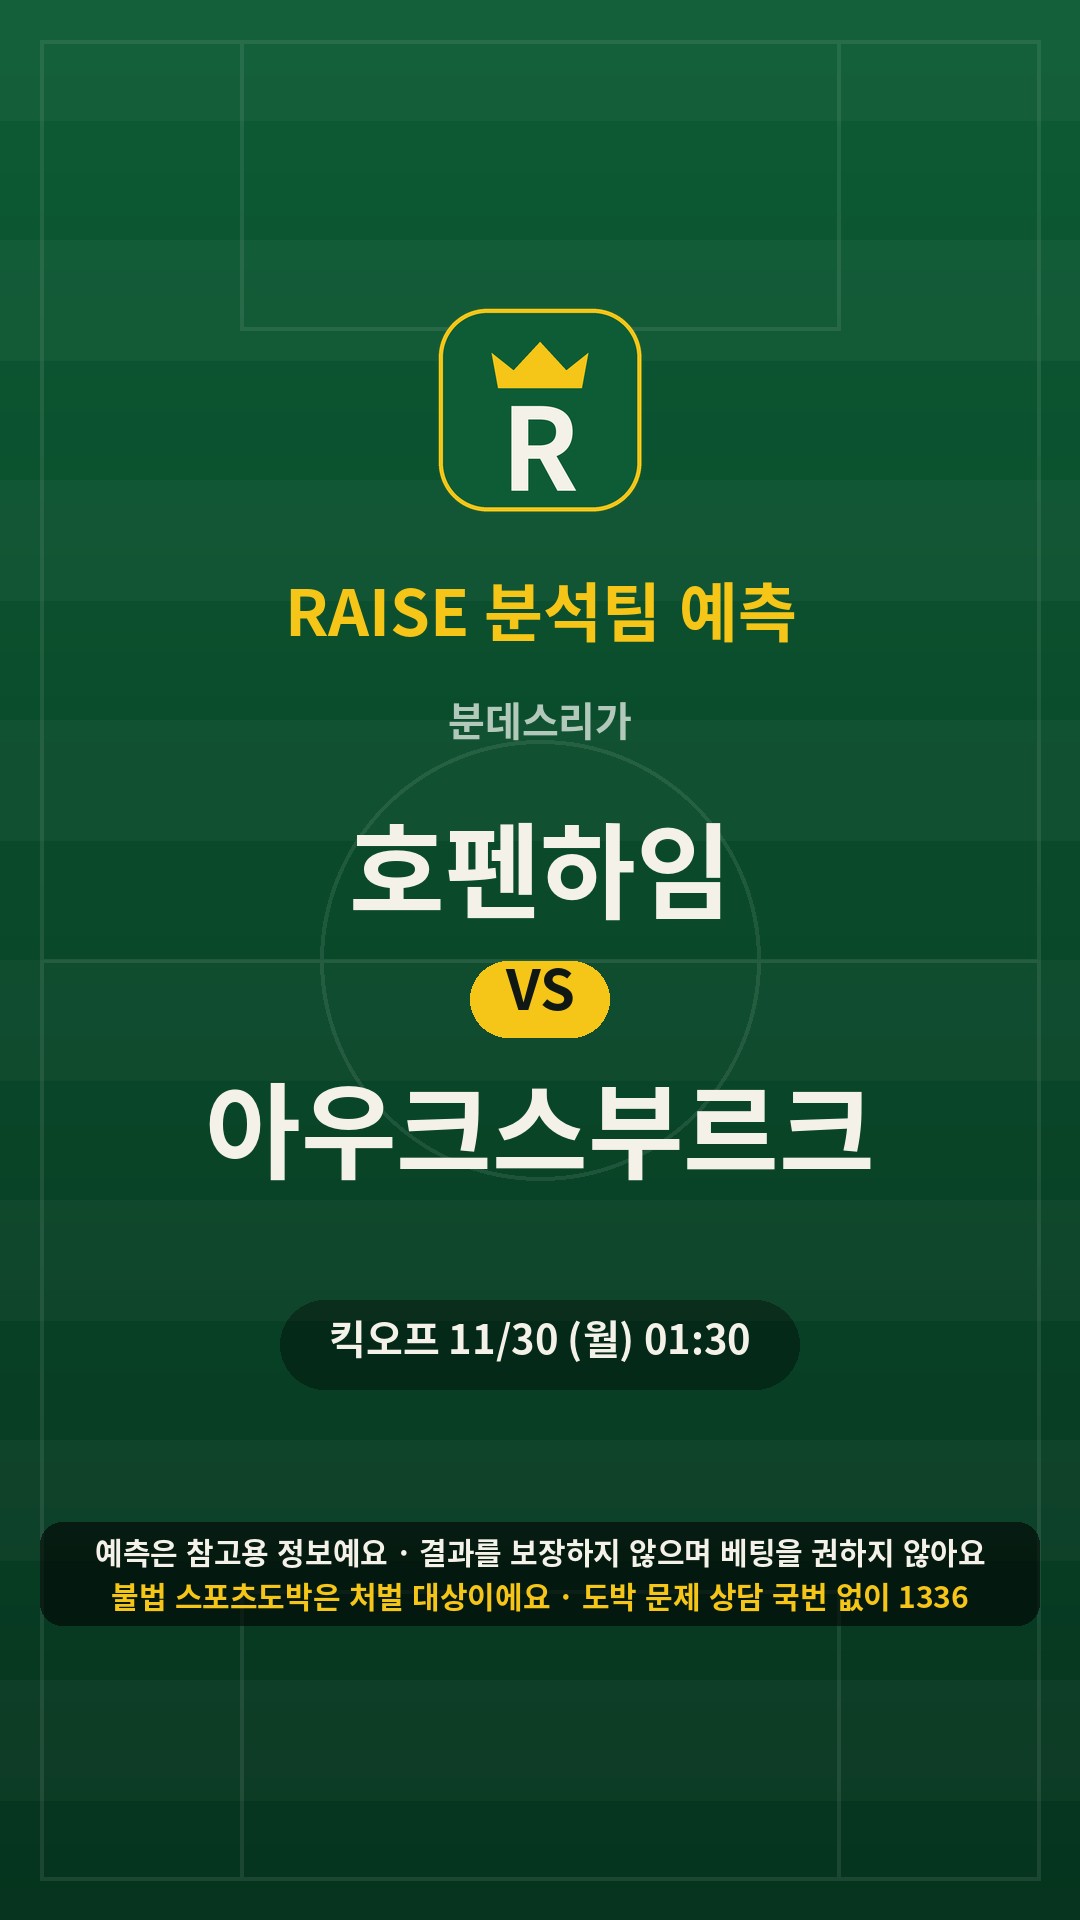 R
RAISE 분석팀 예측
분데스리가
호펜하임
VS
아우크스부르크
킥오프 11/30 (월) 01:30
예측은 참고용 정보예요 · 결과를 보장하지 않으며 베팅을 권하지 않아요
불법 스포츠도박은 처벌 대상이에요 · 도박 문제 상담 국번 없이 1336